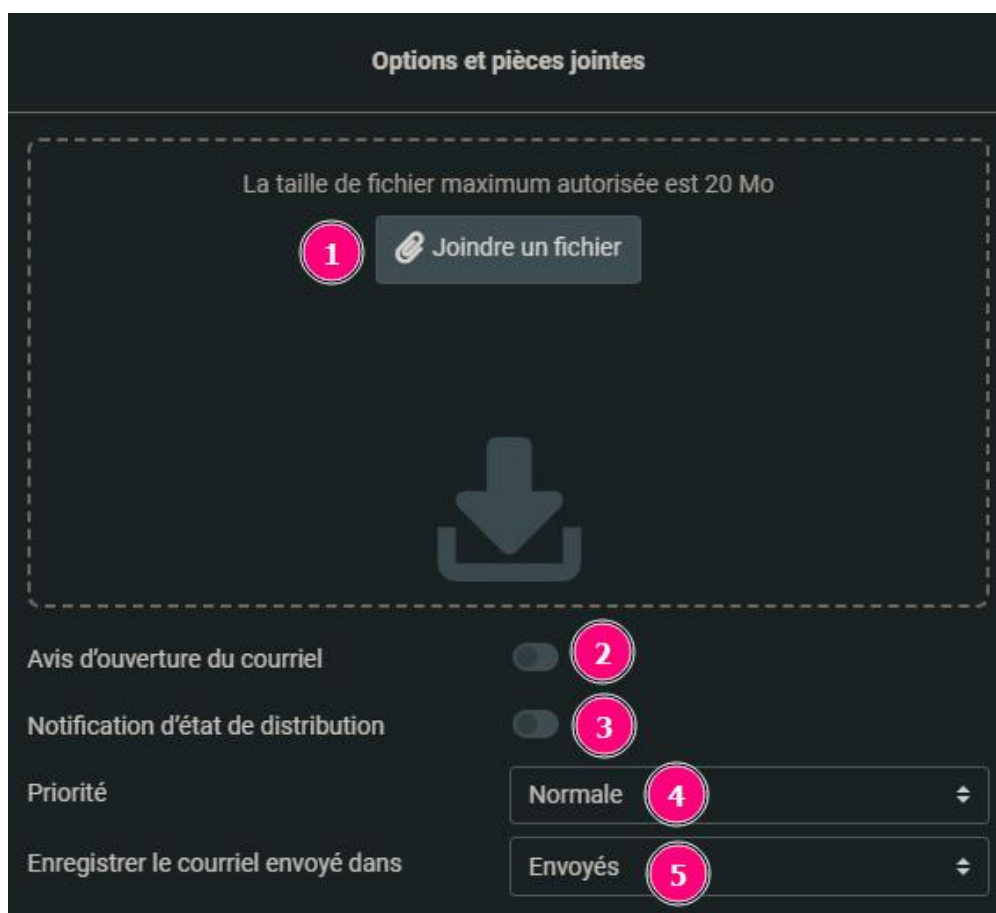 Options et pièces jointes
La taille de fichier maximum autorisée est 20 Mo
1 Joindre un fichier
Avis d’ouverture du courriel 2
Notification d’état de distribution 3
Priorité Normale 4
Enregistrer le courriel envoyé dans Envoyés 5